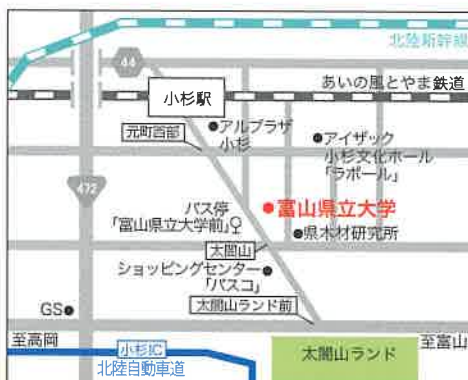 北陸新幹線
44
あいの風とやま鉄道
小杉駅
アルプラザ
小杉
元町西部
アイザック
小杉文化ホール
「ラポール」
472
バス停
「富山県立大学前」
富山県立大学
県木材研究所
太閤山
ショッピングセンター
「パスコ」
太閤山ランド前
GS
至高岡
至富山
小杉IC
北陸自動車道
太閤山ランド